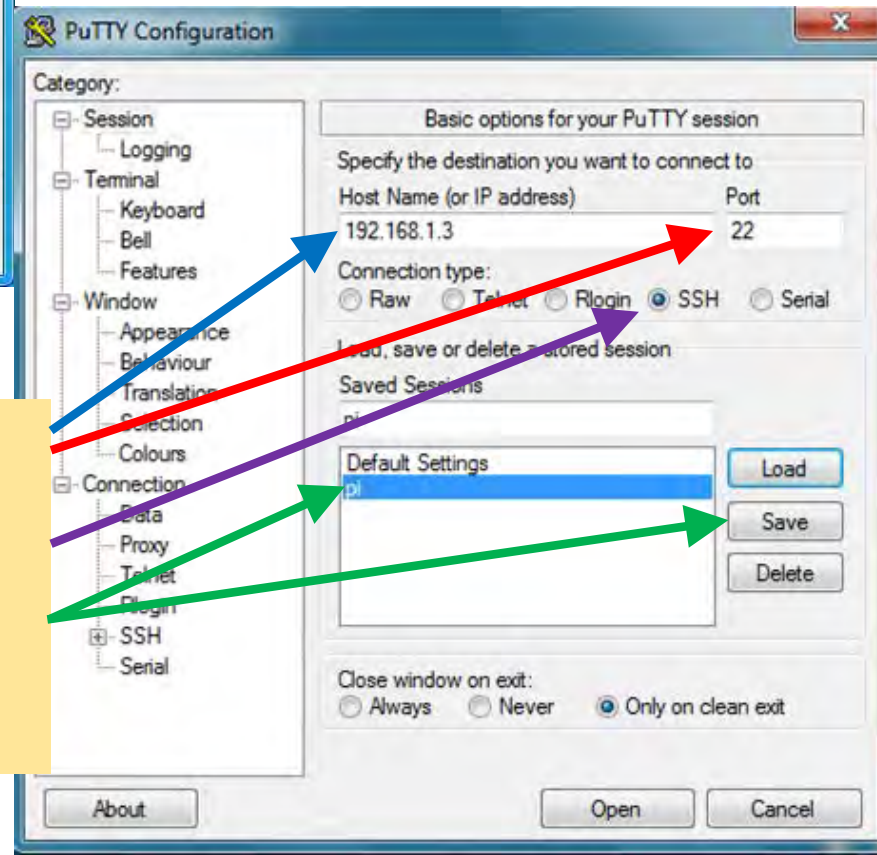 PuTTY Configuration
Category:
Session
Logging
Terminal
Keyboard
Bell
Features
Window
Appearance
Behaviour
Translation
Selection
Colours
Connection
Data
Proxy
Telnet
Rlogin
SSH
Serial
Basic options for your PuTTY session
Specify the destination you want to connect to
Host Name (or IP address) Port
192.168.1.3 22
Connection type:
Raw Telnet Rlogin SSH Serial
Load, save or delete a stored session
Saved Sessions
pi
Default Settings
pi
Load
Save
Delete
Close window on exit:
Always Never Only on clean exit
About Open Cancel